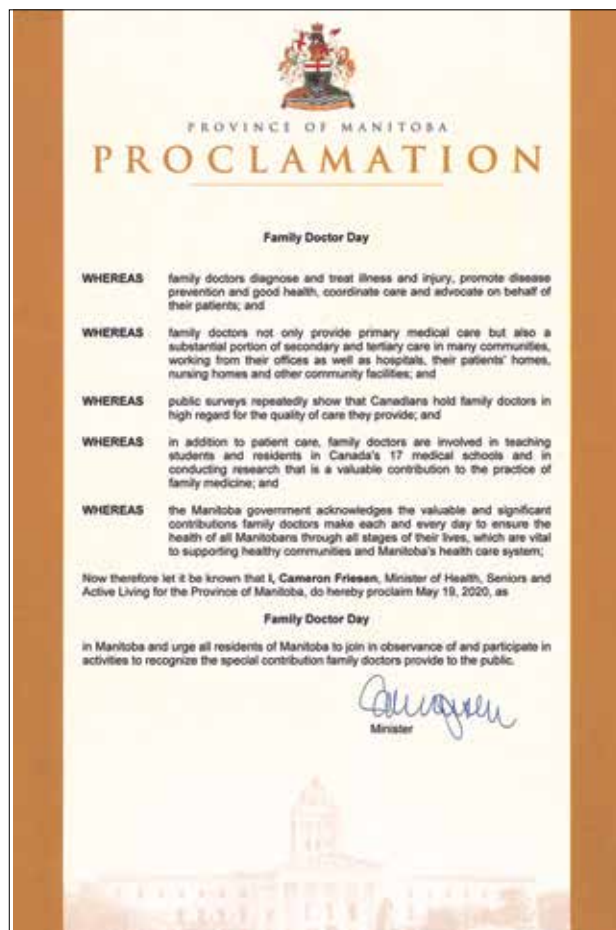 PROVINCE OF MANITOBA
PROCLAMATION
Family Doctor Day
WHEREAS family doctors diagnose and treat illness and injury, promote disease
prevention and good health, coordinate care and advocate on behalf of
their patients; and
WHEREAS family doctors not only provide primary medical care but also a
substantial portion of secondary and tertiary care in many communities,
working from their offices as well as hospitals, their patients' homes,
nursing homes and other community facilities; and
WHEREAS public surveys repeatedly show that Canadians hold family doctors in
high regard for the quality of care they provide; and
WHEREAS in addition to patient care, family doctors are involved in teaching
students and residents in Canada's 17 medical schools and in
conducting research that is a valuable contribution to the practice of
family medicine; and
WHEREAS the Manitoba government acknowledges the valuable and significant
contributions family doctors make each and every day to ensure the
health of all Manitobans through all stages of their lives, which are vital
to supporting healthy communities and Manitoba's health care system;
Now therefore let it be known that I, Cameron Friesen, Minister of Health, Seniors and
Active Living for the Province of Manitoba, do hereby proclaim May 19, 2020, as
Family Doctor Day
in Manitoba and urge all residents of Manitoba to join in observance of and participate in
activities to recognize the special contribution family doctors provide to the public.
Minister